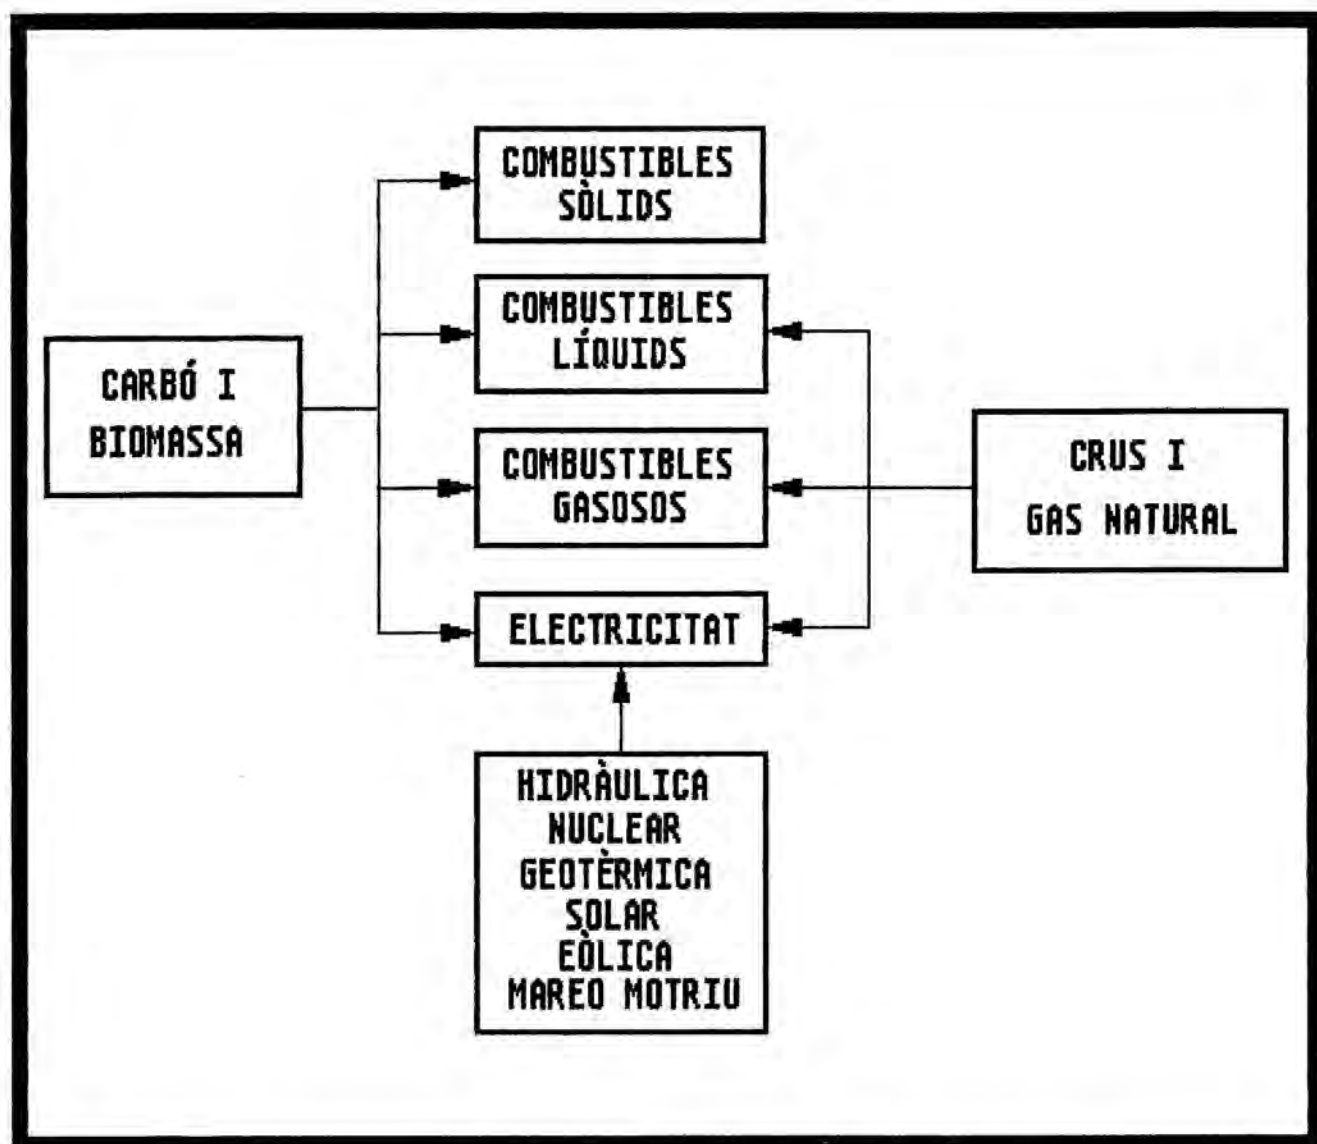 COMBUSTIBLES
SÒLIDS
COMBUSTIBLES
LÍQUIDS
CARBÓ I
BIOMASSA
COMBUSTIBLES
GASOSOS
CRUS I
GAS NATURAL
ELECTRICITAT
HIDRÀULICA
NUCLEAR
GEOTÈRMICA
SOLAR
EÒLICA
MAREO MOTRIU